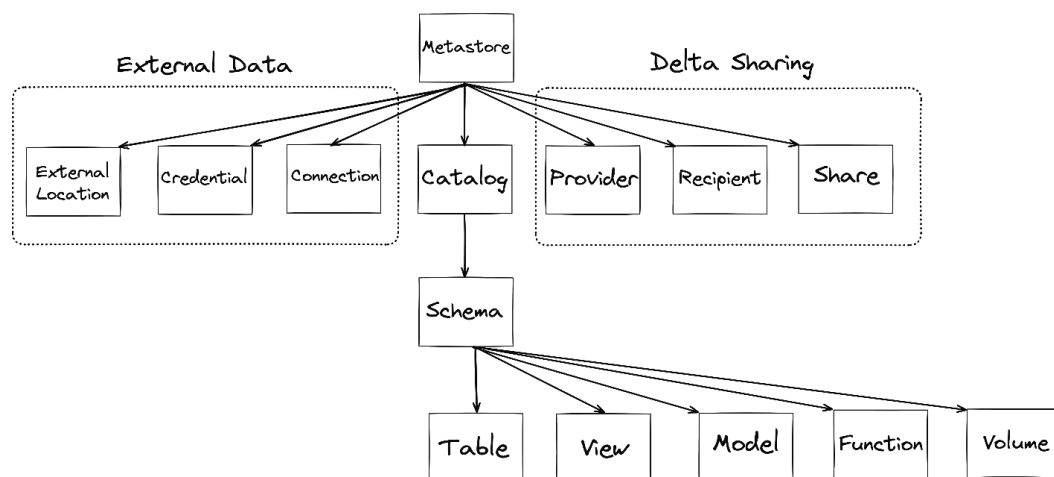 Metastore
External Data
Delta Sharing
External
Location
Credential
Connection
Catalog
Provider
Recipient
Share
Schema
Table
View
Model
Function
Volume